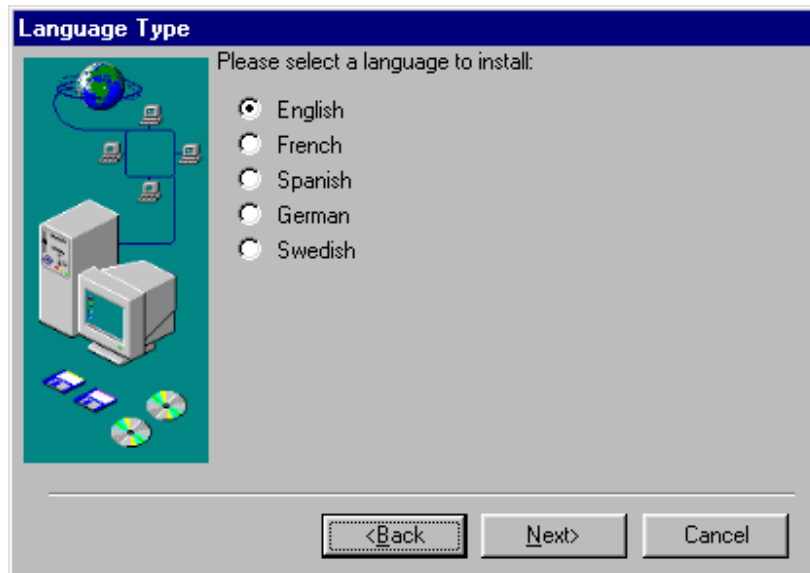 Language Type
Please select a language to install:
English
French
Spanish
German
Swedish
<Back
Next>
Cancel